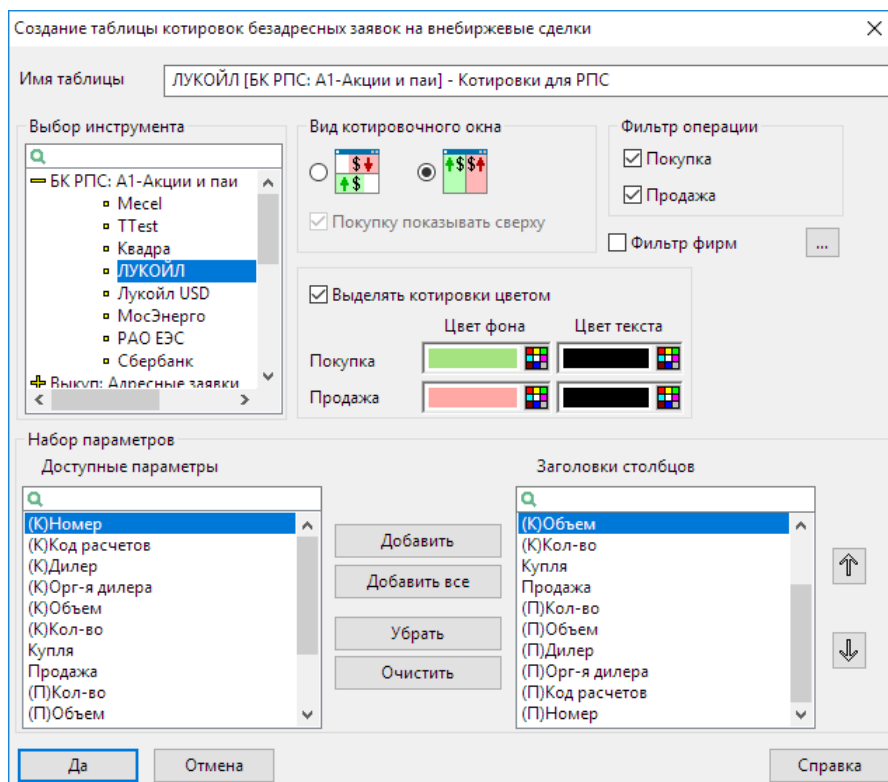 Создание таблицы котировок безадресных заявок на внебиржевые сделки
Имя таблицы
ЛУКОЙЛ [БК РПС: А1-Акции и паи] - Котировки для РПС
Выбор инструмента
БК РПС: А1-Акции и паи
Mecel
TTest
Квадра
ЛУКОЙЛ
Лукойл USD
МосЭнерго
РАО ЕЭС
Сбербанк
Выкуп: Адресные заявки
Вид котировочного окна
Покупку показывать сверху
Фильтр операции
Покупка
Продажа
Фильтр фирм
...
Выделять котировки цветом
Цвет фона
Цвет текста
Покупка
Продажа
Набор параметров
Доступные параметры
(К)Номер
(К)Код расчетов
(К)Дилер
(К)Орг-я дилера
(К)Объем
(К)Кол-во
Купля
Продажа
(П)Кол-во
(П)Объем
Добавить
Добавить все
Убрать
Очистить
Заголовки столбцов
(К)Объем
(К)Кол-во
Купля
Продажа
(П)Кол-во
(П)Объем
(П)Дилер
(П)Орг-я дилера
(П)Код расчетов
(П)Номер
Да
Отмена
Справка